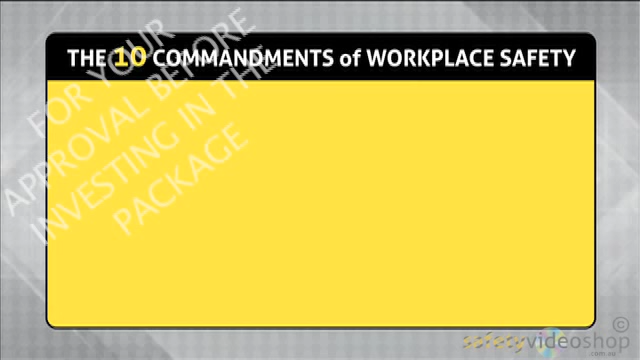 THE 10 COMMANDMENTS of WORKPLACE SAFETY
FOR YOUR
APPROVAL BEFORE
INVESTING IN THE
PACKAGE
©
safetyvideoshop
.com.au